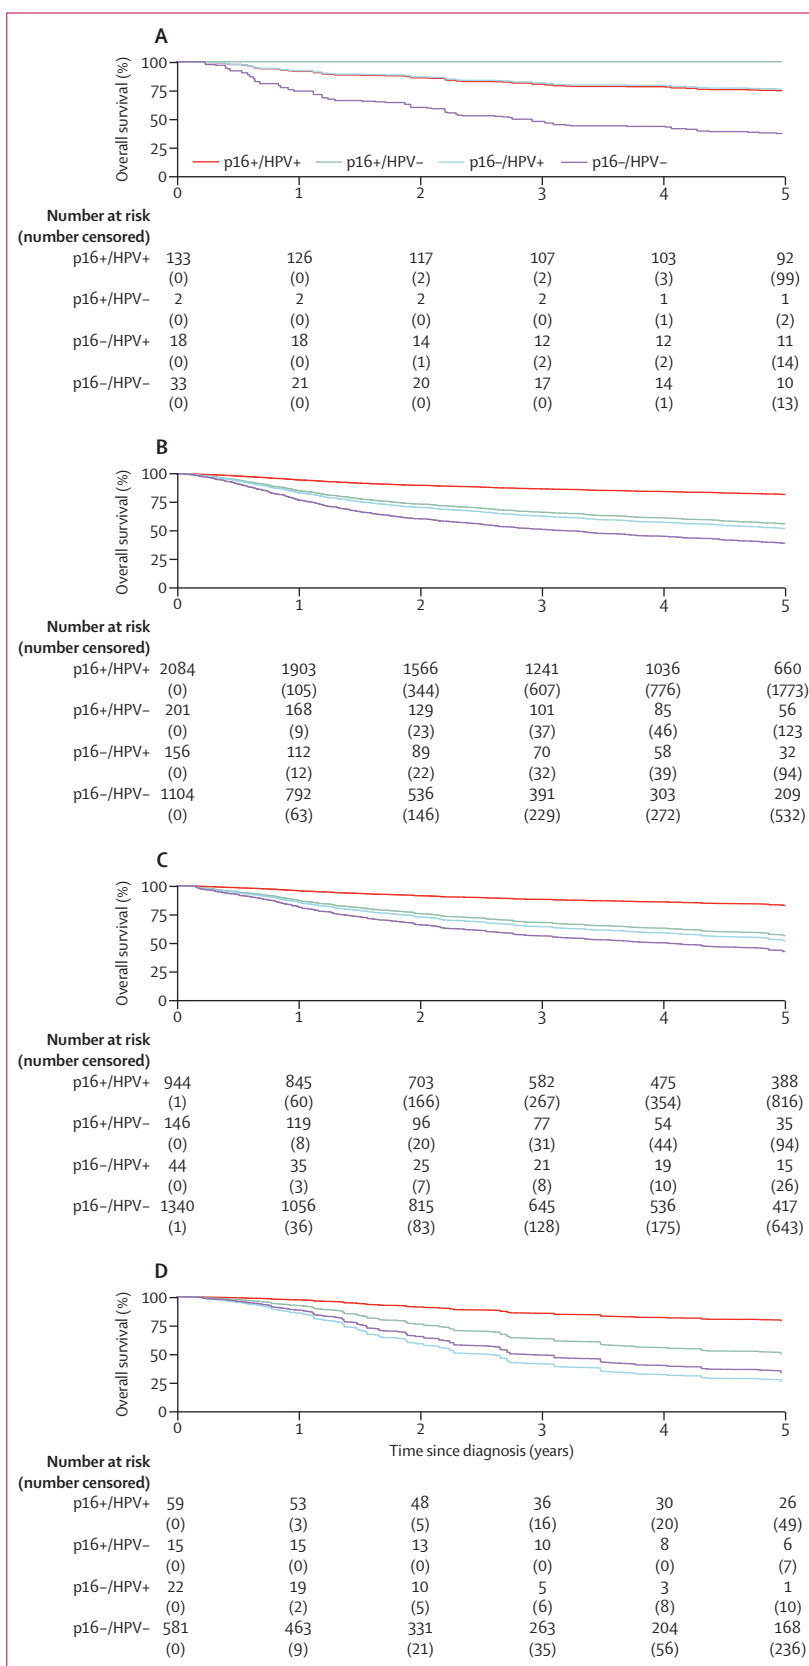 A
Overall survival (%)
100
75
50
25
0
p16+/HPV+ p16+/HPV− p16−/HPV+ p16−/HPV−
0 1 2 3 4 5
Number at risk
(number censored)
p16+/HPV+ 133 126 117 107 103 92
(0) (0) (2) (2) (3) (99)
p16+/HPV− 2 2 2 2 1 1
(0) (0) (0) (0) (1) (2)
p16−/HPV+ 18 18 14 12 12 11
(0) (0) (1) (2) (2) (14)
p16−/HPV− 33 21 20 17 14 10
(0) (0) (0) (0) (1) (13)
B
Overall survival (%)
100
75
50
25
0
0 1 2 3 4 5
Number at risk
(number censored)
p16+/HPV+ 2084 1903 1566 1241 1036 660
(0) (105) (344) (607) (776) (1773)
p16+/HPV− 201 168 129 101 85 56
(0) (9) (23) (37) (46) (123
p16−/HPV+ 156 112 89 70 58 32
(0) (12) (22) (32) (39) (94)
p16−/HPV− 1104 792 536 391 303 209
(0) (63) (146) (229) (272) (532)
C
Overall survival (%)
100
75
50
25
0
0 1 2 3 4 5
Number at risk
(number censored)
p16+/HPV+ 944 845 703 582 475 388
(1) (60) (166) (267) (354) (816)
p16+/HPV− 146 119 96 77 54 35
(0) (8) (20) (31) (44) (94)
p16−/HPV+ 44 35 25 21 19 15
(0) (3) (7) (8) (10) (26)
p16−/HPV− 1340 1056 815 645 536 417
(1) (36) (83) (128) (175) (643)
D
Overall survival (%)
100
75
50
25
0
0 1 2 3 4 5
Time since diagnosis (years)
Number at risk
(number censored)
p16+/HPV+ 59 53 48 36 30 26
(0) (3) (5) (16) (20) (49)
p16+/HPV− 15 15 13 10 8 6
(0) (0) (0) (0) (0) (7)
p16−/HPV+ 22 19 10 5 3 1
(0) (2) (5) (6) (8) (10)
p16−/HPV− 581 463 331 263 204 168
(0) (9) (21) (35) (56) (236)